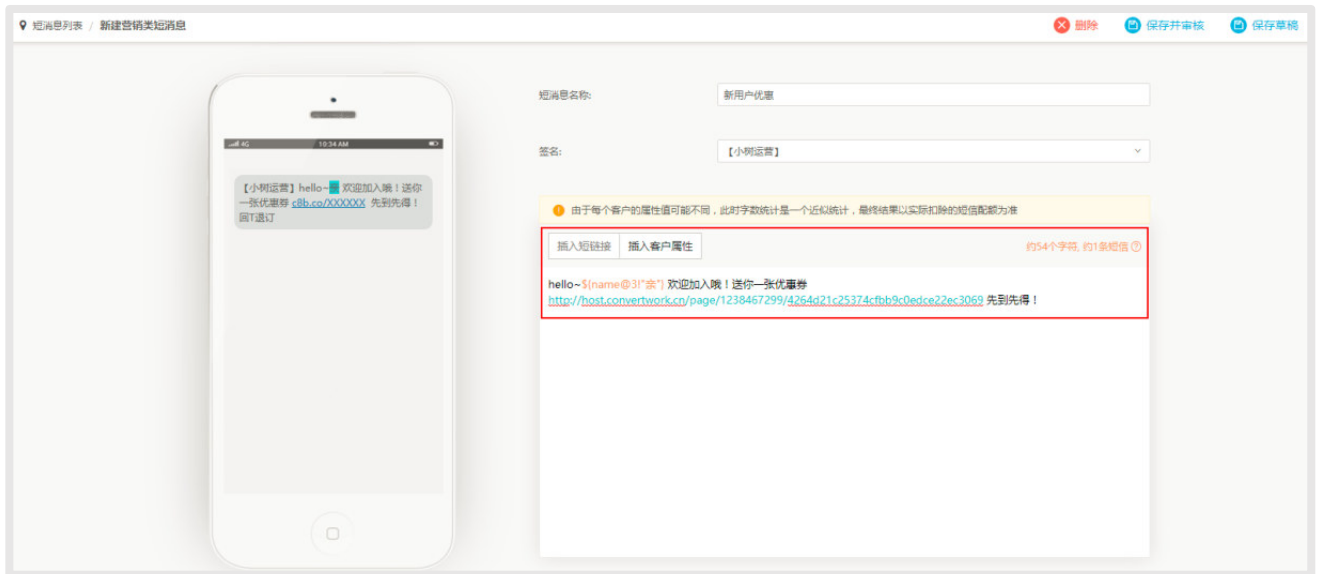 短消息列表 / 新建营销类短消息
删除
保存并审核
保存草稿
4G 10:34 AM
【小树运营】hello~亲 欢迎加入哦！送你
一张优惠券 c8b.co/XXXXXX 先到先得！
回T退订
短消息名称:
新用户优惠
签名:
【小树运营】
由于每个客户的属性值可能不同，此时字数统计是一个近似统计，最终结果以实际扣除的短信配额为准
插入短链接
插入客户属性
约54个字符, 约1条短信
hello~$(name@3!"亲") 欢迎加入哦！送你一张优惠券
http://host.convertwork.cn/page/1238467299/4264d21c25374cfbb9c0edce22ec3069 先到先得！